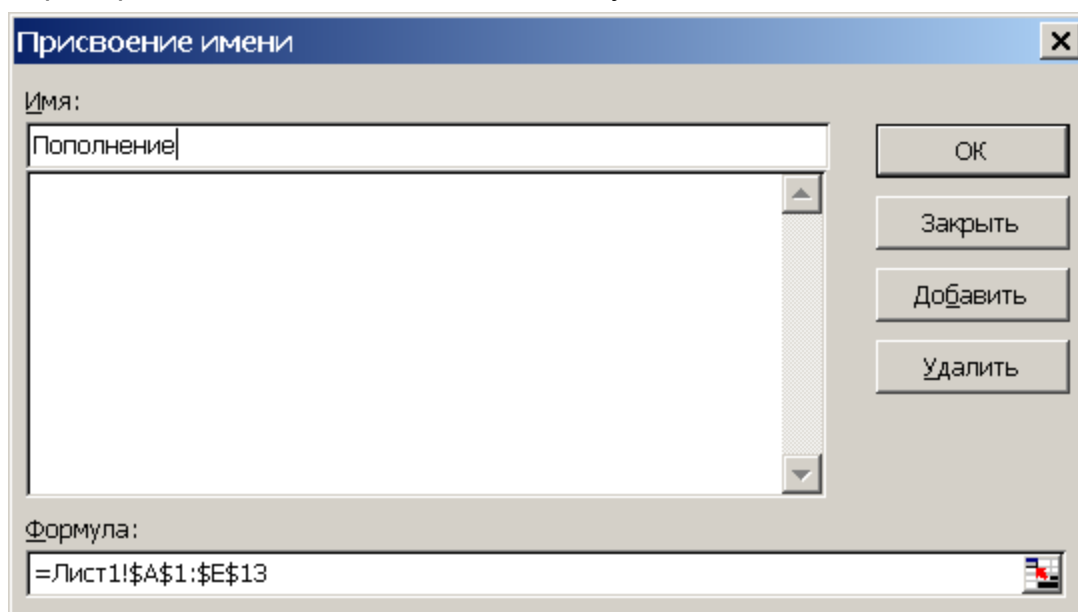 Присвоение имени
Имя:
Пополнение
ОК
Закрыть
Добавить
Удалить
Формула:
=Лист1!$A$1:$E$13